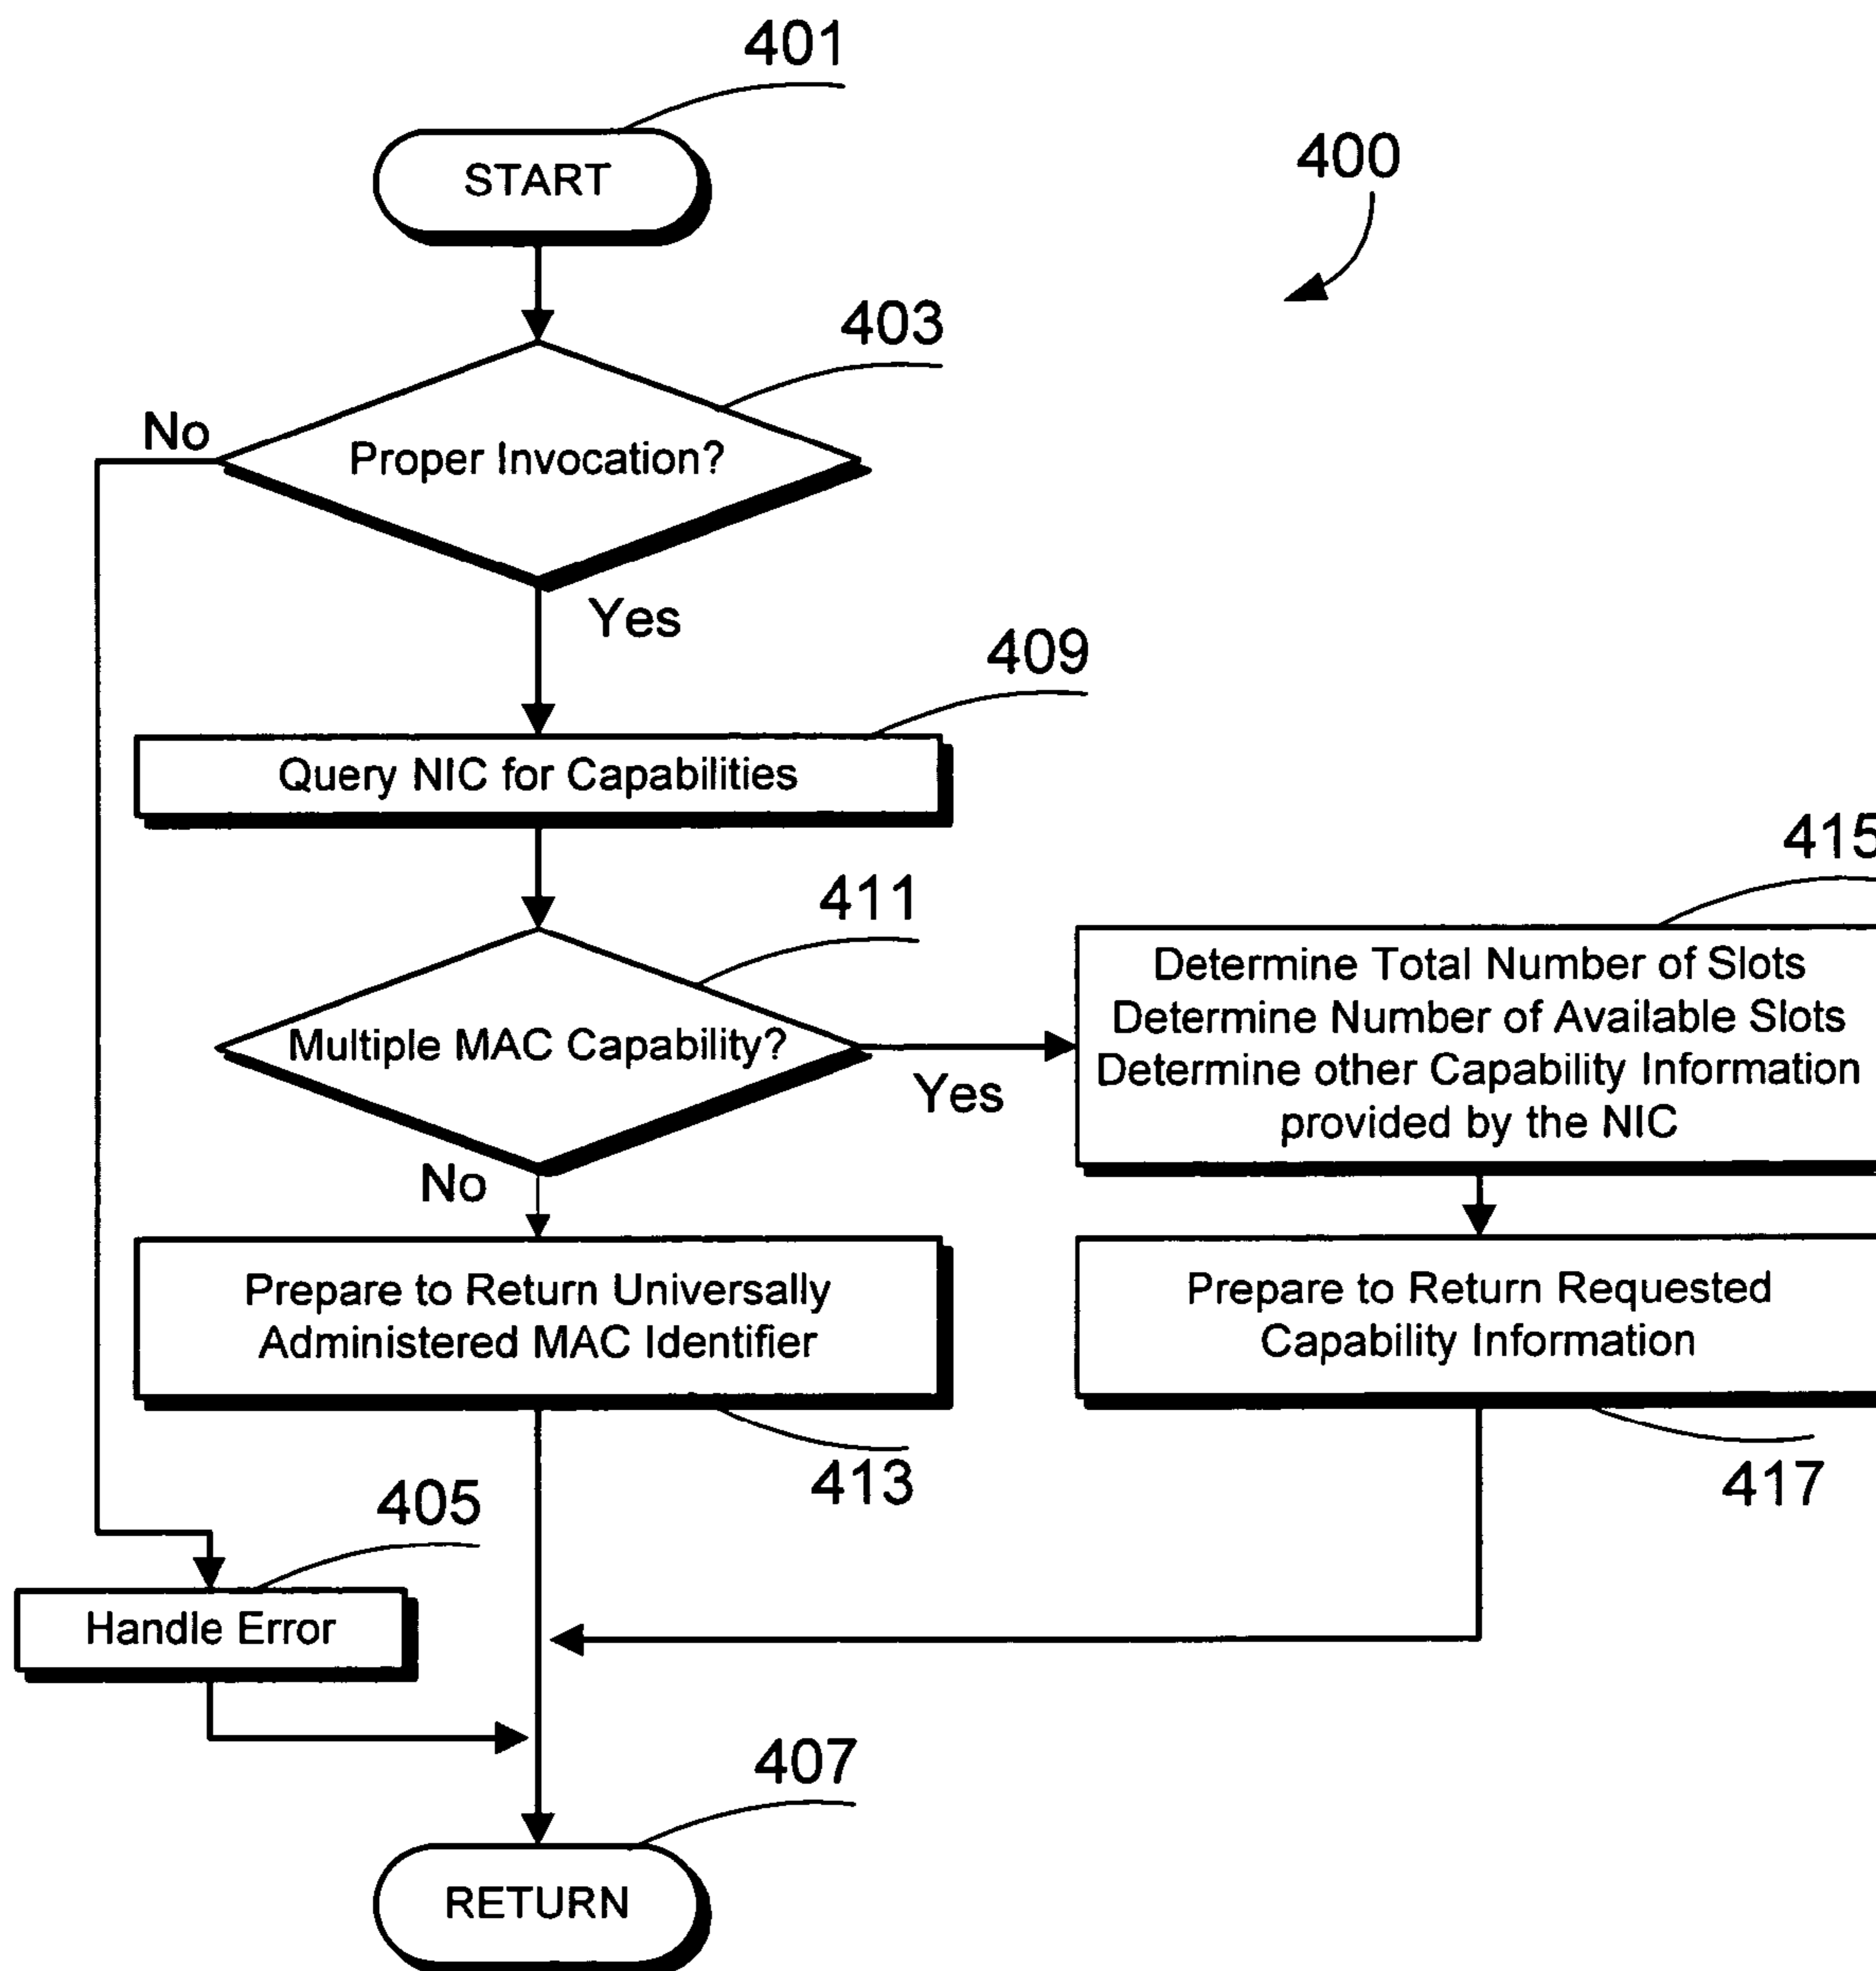 401
START
400
403
No
Proper Invocation?
Yes
409
Query NIC for Capabilities
415
411
Determine Total Number of Slots
Determine Number of Available Slots
Determine other Capability Information
provided by the NIC
Multiple MAC Capability?
Yes
No
Prepare to Return Universally
Administered MAC Identifier
Prepare to Return Requested
Capability Information
413
417
405
Handle Error
407
RETURN